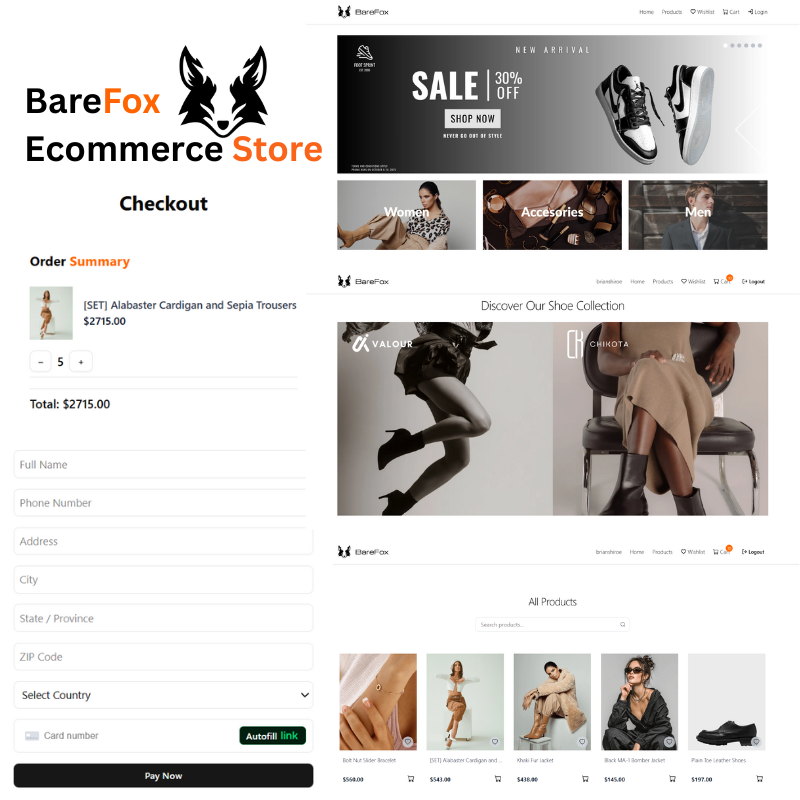 BareFox
Ecommerce Store
Checkout
Order Summary
[SET] Alabaster Cardigan and Sepia Trousers
$2715.00
− 5 +
Total: $2715.00
Full Name
Phone Number
Address
City
State / Province
ZIP Code
Select Country
Card number
Autofill link
Pay Now
BareFox
Home Products Wishlist Cart Login
FOOT SPRINT
NEW ARRIVAL
SALE 30% OFF
SHOP NOW
NEVER GO OUT OF STYLE
Women
Accesories
Men
BareFox
Home Products Wishlist Cart Logout
Discover Our Shoe Collection
VALOUR
CK CHIKOTA
BareFox
Home Products Wishlist Cart Logout
All Products
Search products...
Bolt Nut Slider Bracelet
$560.00
[SET] Alabaster Cardigan and ...
$543.00
Khaki Fur Jacket
$438.00
Black MA-1 Bomber Jacket
$145.00
Plain Toe Leather Shoes
$197.00